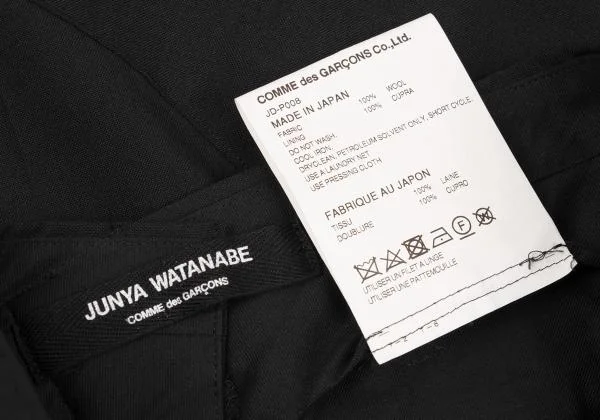 COMME des GARÇONS Co.,Ltd.
JD-P008
MADE IN JAPAN
FABRIC 100% WOOL
LINING 100% CUPRA
DO NOT WASH.
COOL IRON.
DRYCLEAN, PETROLEUM SOLVENT ONLY, SHORT CYCLE.
USE A LAUNDRY NET
USE PRESSING CLOTH
FABRIQUE AU JAPON
TISSU 100% LAINE
DOUBLURE 100% CUPRO
F
UTILISER UN FILET A LINGE
UTILISER UNE PATTEMOUILLE
JUNYA WATANABE
COMME des GARÇONS